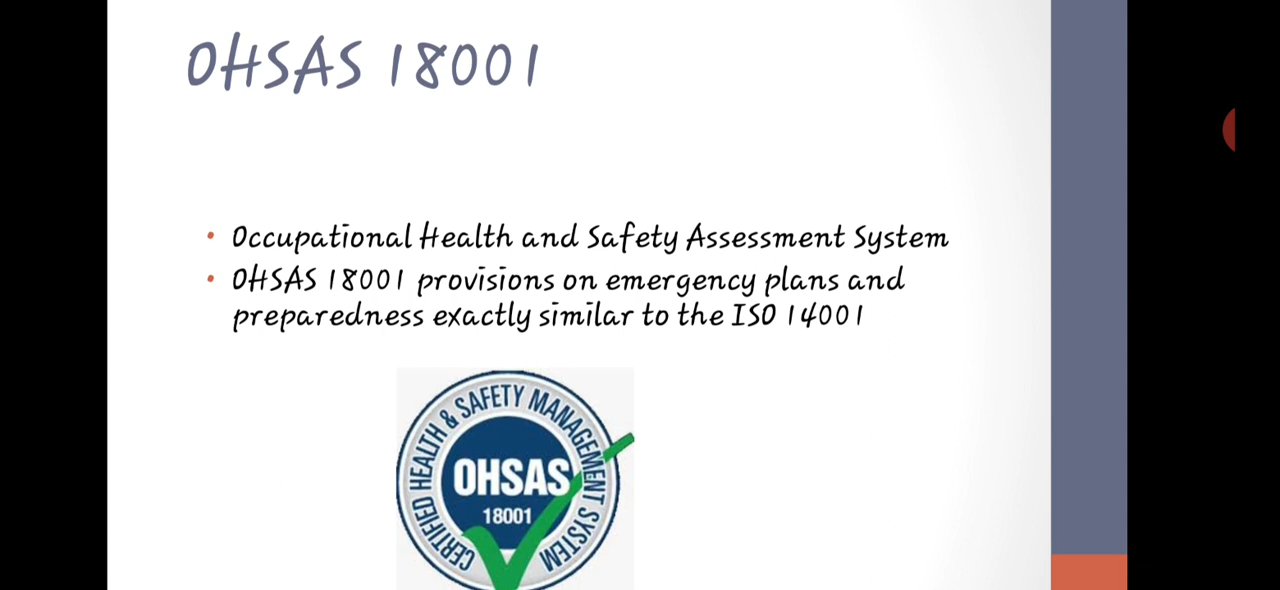 OHSAS 18001
• Occupational Health and Safety Assessment System
• OHSAS 18001 provisions on emergency plans and
preparedness exactly similar to the ISO 14001
CERTIFIED HEALTH & SAFETY MANAGEMENT SYSTEM
OHSAS
18001